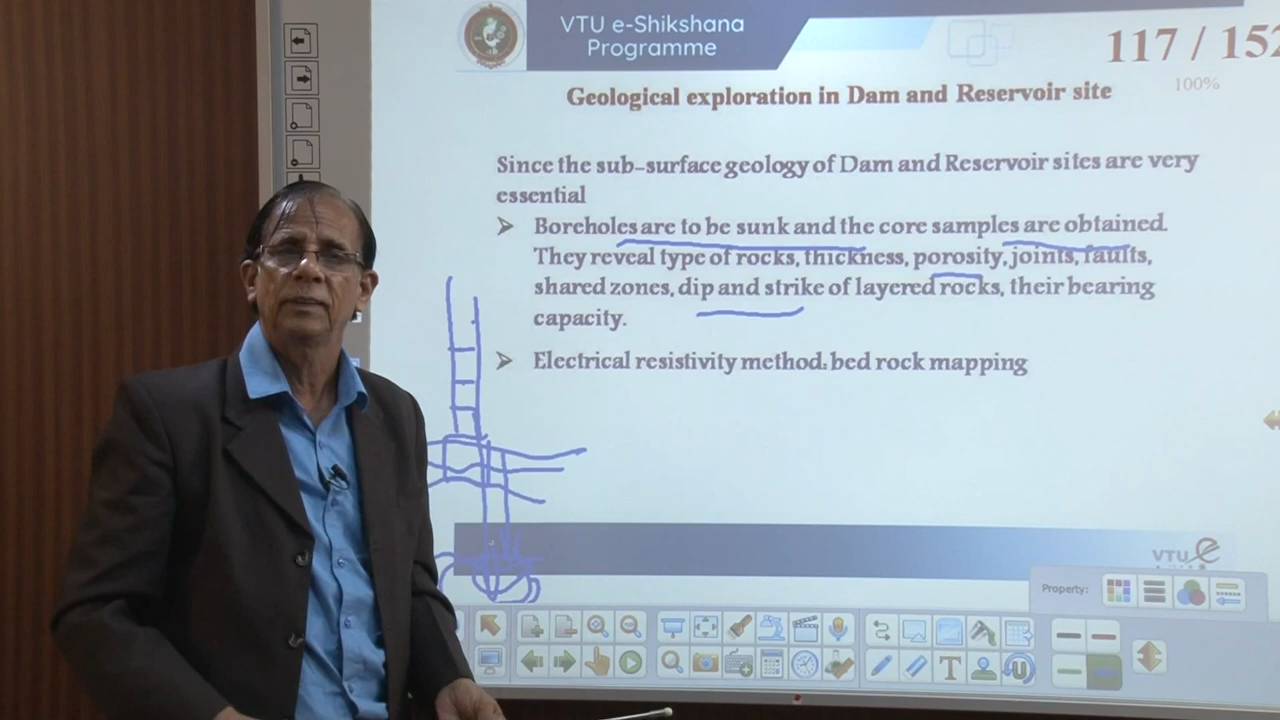 VTU e-Shikshana
Programme
117 / 152
100%
Geological exploration in Dam and Reservoir site
Since the sub-surface geology of Dam and Reservoir sites are very
essential
➤ Boreholes are to be sunk and the core samples are obtained.
They reveal type of rocks, thickness, porosity, joints, faults,
shared zones, dip and strike of layered rocks, their bearing
capacity.
➤ Electrical resistivity method: bed rock mapping
VTU e
Property:
T